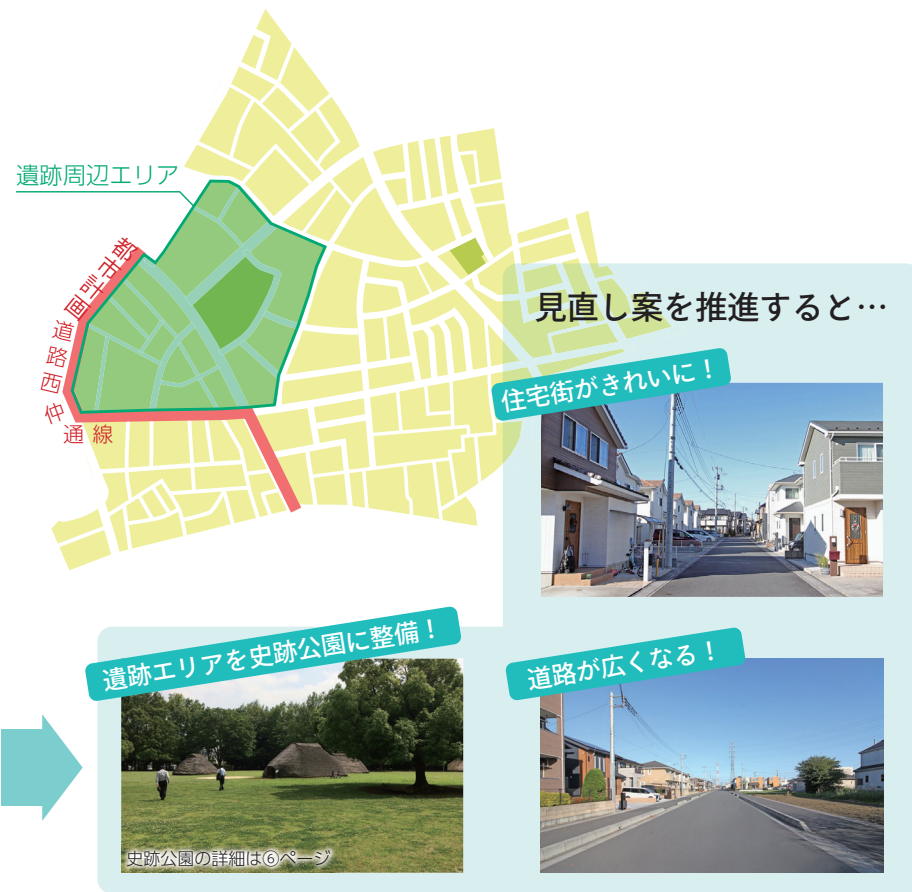 遺跡周辺エリア
都市計画道路西仲通線
見直し案を推進すると…
住宅街がきれいに！
遺跡エリアを史跡公園に整備！
道路が広くなる！
史跡公園の詳細は⑥ページ